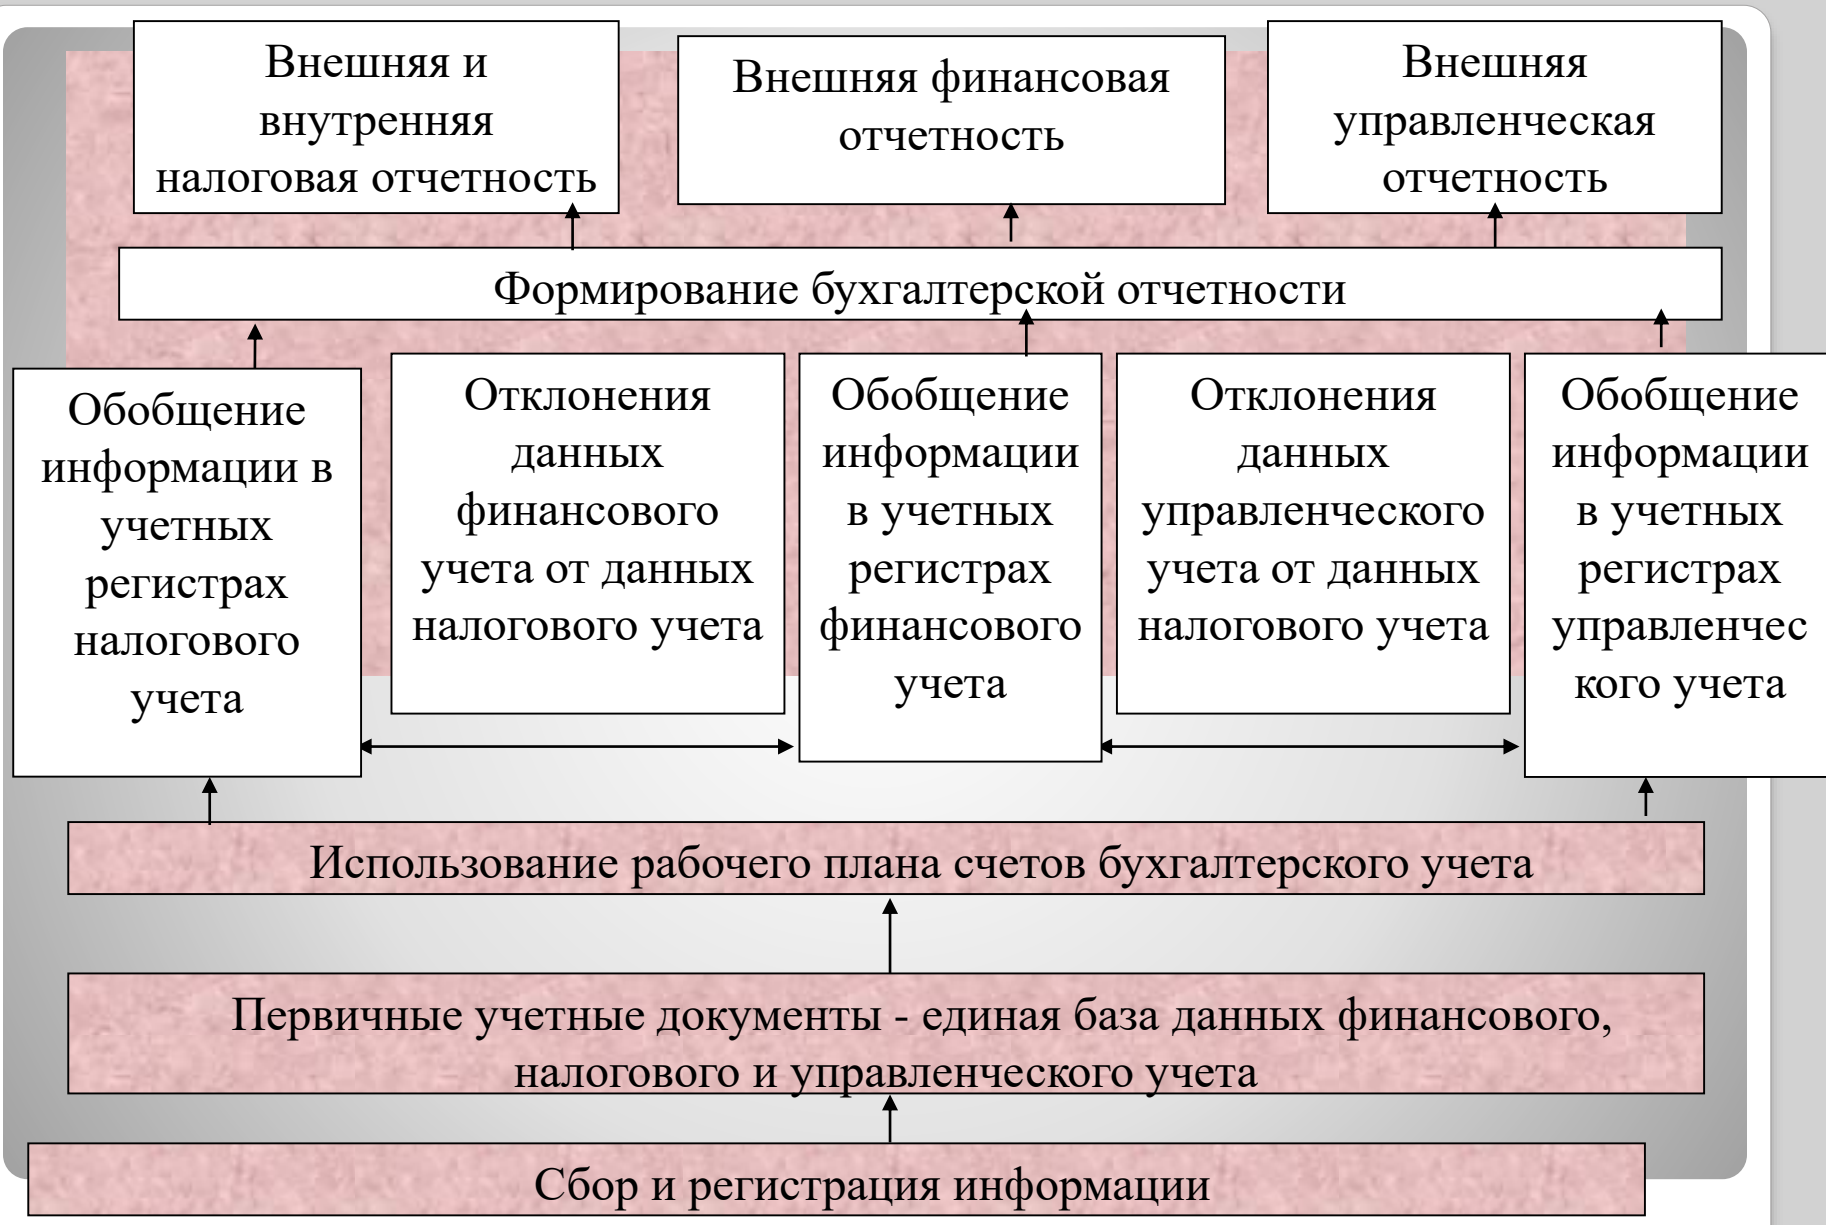 Внешняя и
внутренняя
налоговая отчетность
Внешняя финансовая
отчетность
Внешняя
управленческая
отчетность
Формирование бухгалтерской отчетности
Обобщение
информации в
учетных
регистрах
налогового
учета
Отклонения
данных
финансового
учета от данных
налогового учета
Обобщение
информации
в учетных
регистрах
финансового
учета
Отклонения
данных
управленческого
учета от данных
налогового учета
Обобщение
информации
в учетных
регистрах
управленчес
кого учета
Использование рабочего плана счетов бухгалтерского учета
Первичные учетные документы - единая база данных финансового,
налогового и управленческого учета
Сбор и регистрация информации